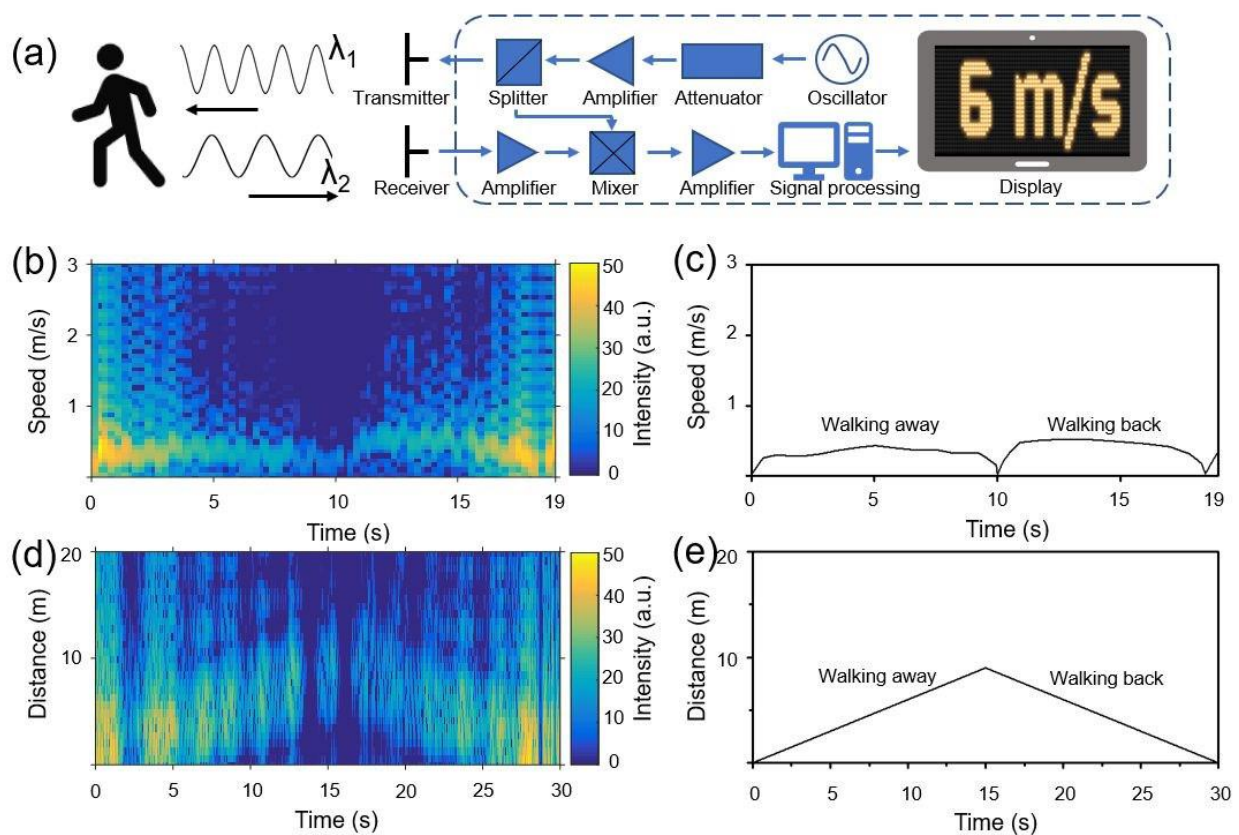 (a)
λ1
λ2
Transmitter
Splitter
Amplifier
Attenuator
Oscillator
6 m/s
Receiver
Amplifier
Mixer
Amplifier
Signal processing
Display
(b)
3
2
1
0
5
10
15
19
Speed (m/s)
Time (s)
50
40
30
20
10
0
Intensity (a.u.)
(c)
3
2
1
0
5
10
15
19
Speed (m/s)
Walking away
Walking back
Time (s)
(d)
20
10
0
5
10
15
20
25
30
Distance (m)
Time (s)
50
40
30
20
10
0
Intensity (a.u.)
(e)
20
10
0
5
10
15
20
25
30
Distance (m)
Walking away
Walking back
Time (s)